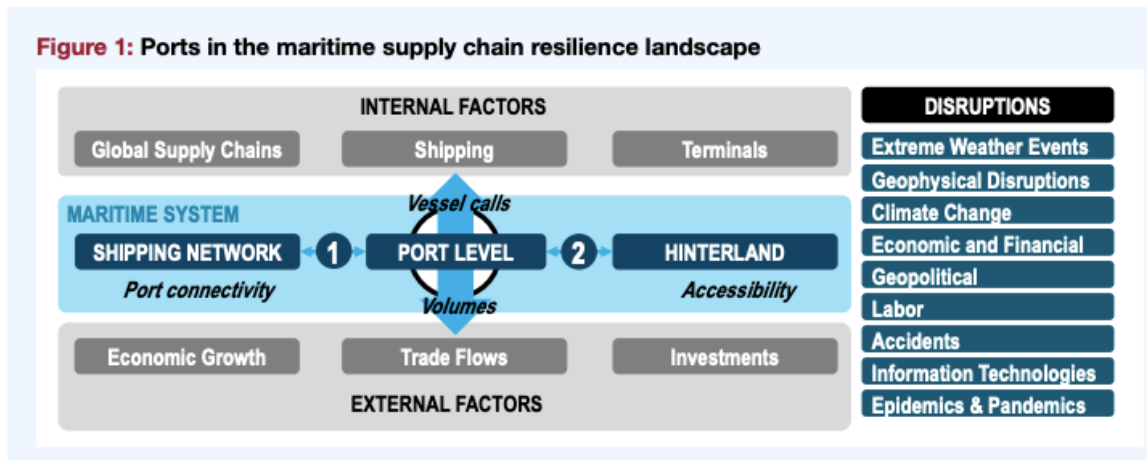 Figure 1: Ports in the maritime supply chain resilience landscape
INTERNAL FACTORS
Global Supply Chains
Shipping
Terminals
MARITIME SYSTEM
Vessel calls
SHIPPING NETWORK
1
PORT LEVEL
2
HINTERLAND
Port connectivity
Volumes
Accessibility
Economic Growth
Trade Flows
Investments
EXTERNAL FACTORS
DISRUPTIONS
Extreme Weather Events
Geophysical Disruptions
Climate Change
Economic and Financial
Geopolitical
Labor
Accidents
Information Technologies
Epidemics & Pandemics